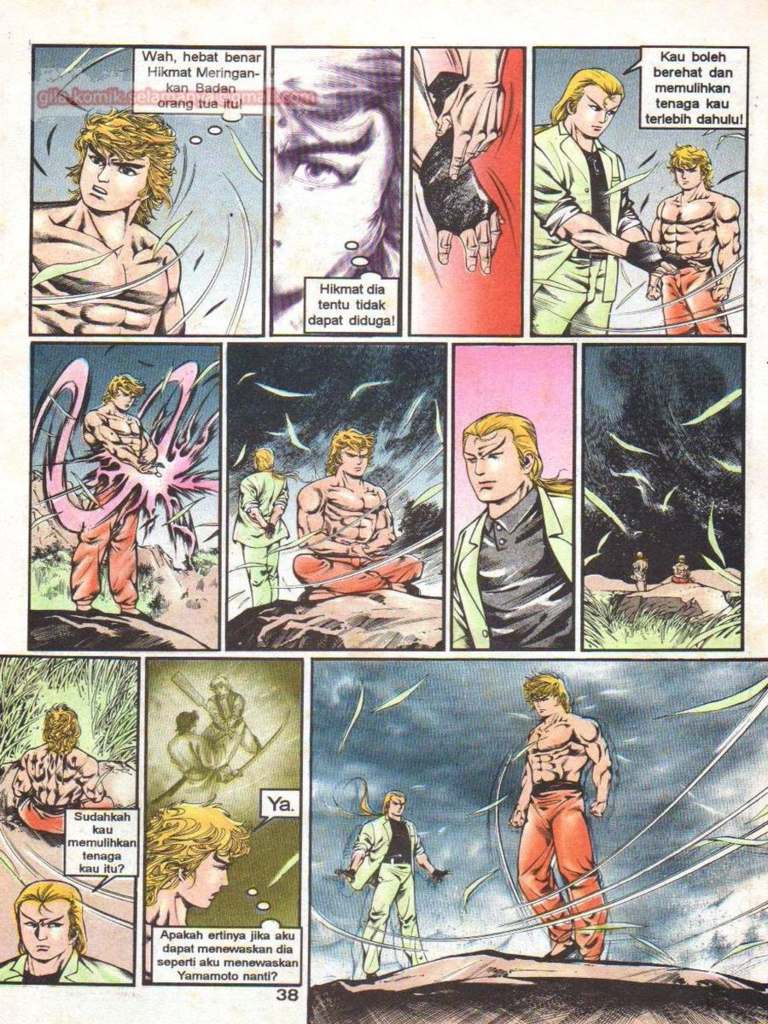 Wah, hebat benar
Hikmat Meringan-
kan Badan
orang tua itu!
Hikmat dia
tentu tidak
dapat diduga!
Kau boleh
berehat dan
memulihkan
tenaga kau
terlebih dahulu!
Sudahkah
kau
memulihkan
tenaga
kau itu?
Ya.
Apakah ertinya jika aku
dapat menewaskan dia
seperti aku menewaskan
Yamamoto nanti?
38